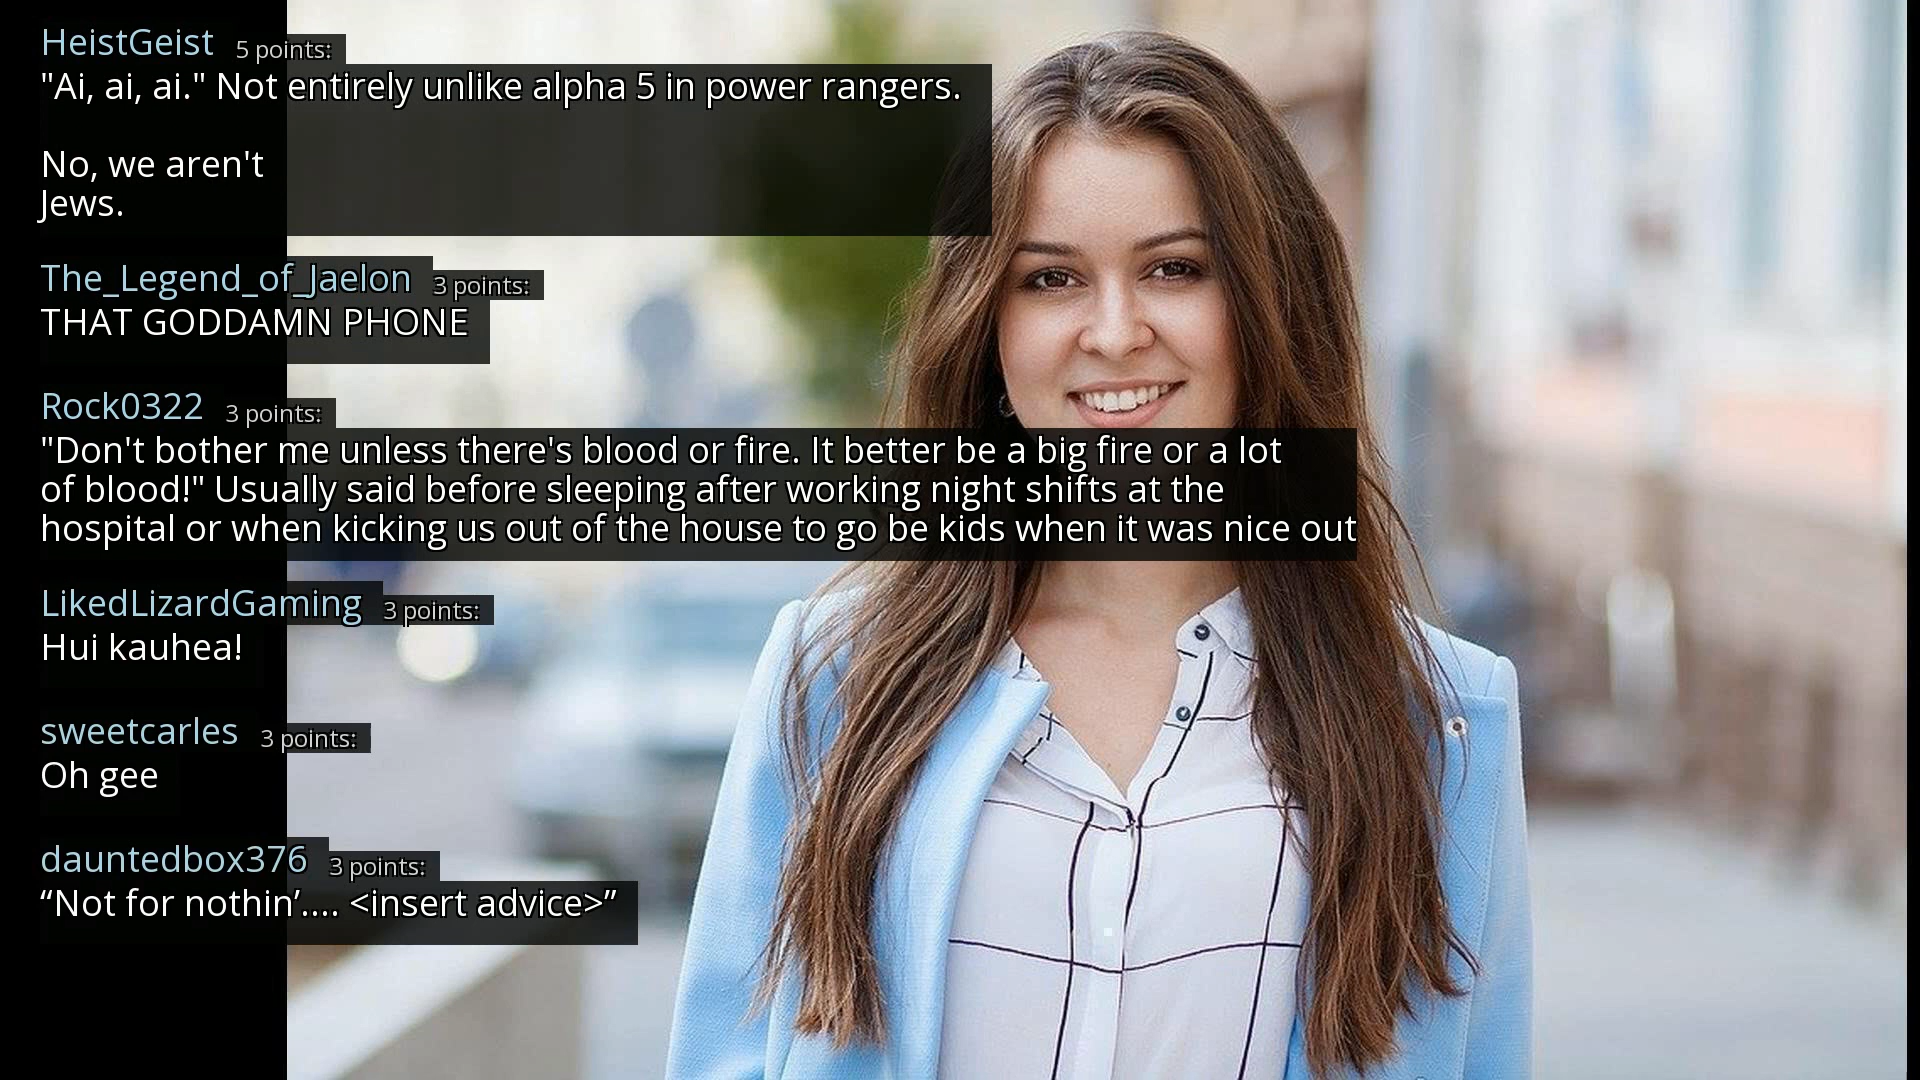 HeistGeist 5 points:
"Ai, ai, ai." Not entirely unlike alpha 5 in power rangers.
No, we aren't
Jews.
The_Legend_of_Jaelon 3 points:
THAT GODDAMN PHONE
Rock0322 3 points:
"Don't bother me unless there's blood or fire. It better be a big fire or a lot
of blood!" Usually said before sleeping after working night shifts at the
hospital or when kicking us out of the house to go be kids when it was nice out
LikedLizardGaming 3 points:
Hui kauhea!
sweetcarles 3 points:
Oh gee
dauntedbox376 3 points:
“Not for nothin’.... <insert advice>”